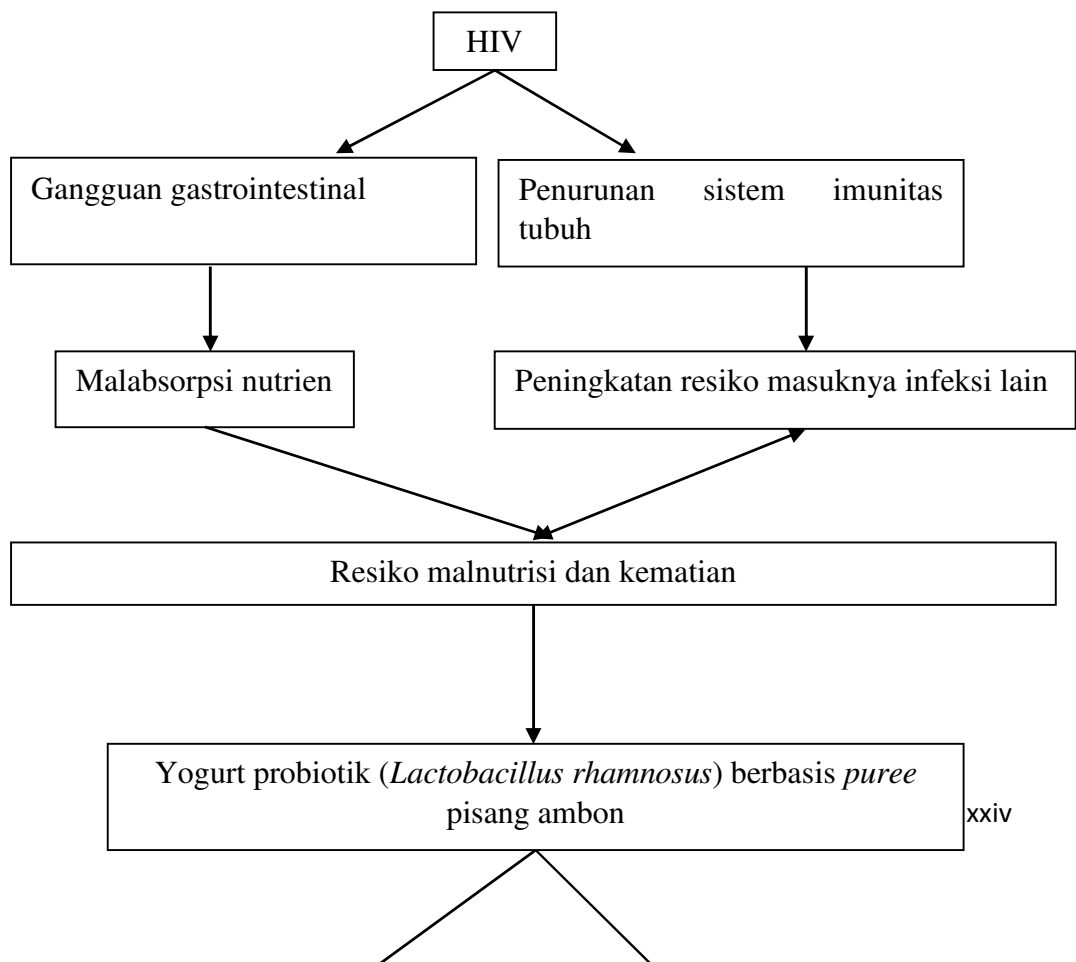 HIV
Gangguan gastrointestinal
Penurunan sistem imunitas
tubuh
Malabsorpsi nutrien
Peningkatan resiko masuknya infeksi lain
Resiko malnutrisi dan kematian
Yogurt probiotik (Lactobacillus rhamnosus) berbasis puree
pisang ambon
xxiv